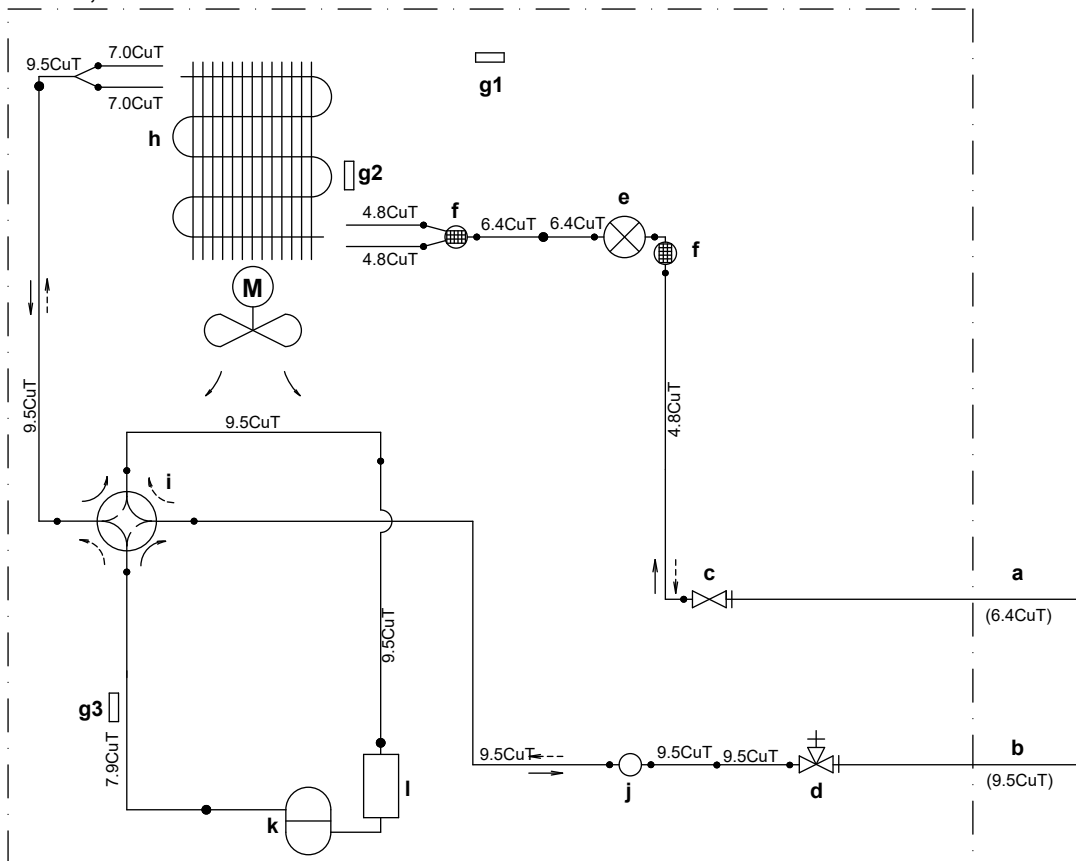 7.0CuT
9.5CuT
7.0CuT
g1
h
g2
4.8CuT
f
6.4CuT
6.4CuT
e
4.8CuT
f
M
9.5CuT
9.5CuT
4.8CuT
i
c
a
(6.4CuT)
9.5CuT
g3
7.9CuT
9.5CuT
9.5CuT
9.5CuT
b
(9.5CuT)
l
k
j
d